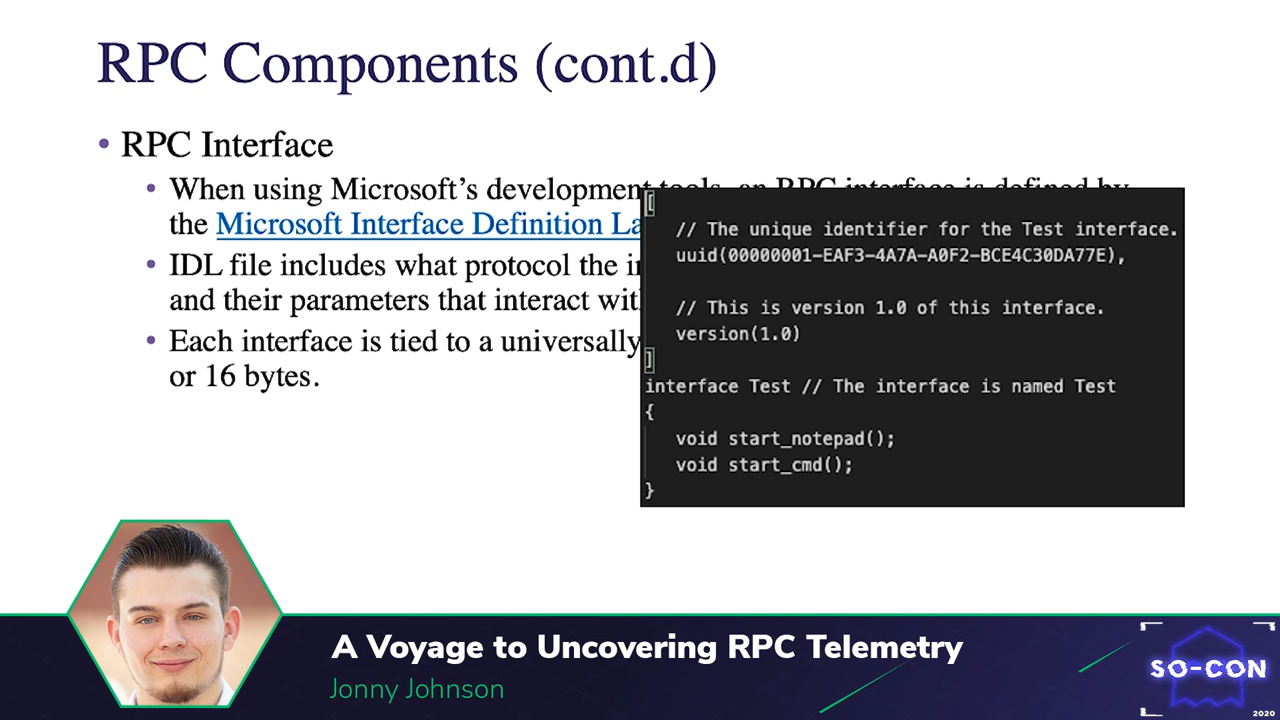 RPC Components (cont.d)
• RPC Interface
• When using Microsoft’s development tools, an RPC interface is defined by
the Microsoft Interface Definition La
• IDL file includes what protocol the i
and their parameters that interact wit
• Each interface is tied to a universally
or 16 bytes.
[
// The unique identifier for the Test interface.
uuid(00000001-EAF3-4A7A-A0F2-BCE4C30DA77E),
// This is version 1.0 of this interface.
version(1.0)
]
interface Test // The interface is named Test
{
void start_notepad();
void start_cmd();
}
A Voyage to Uncovering RPC Telemetry
Jonny Johnson
SO-CON
2020